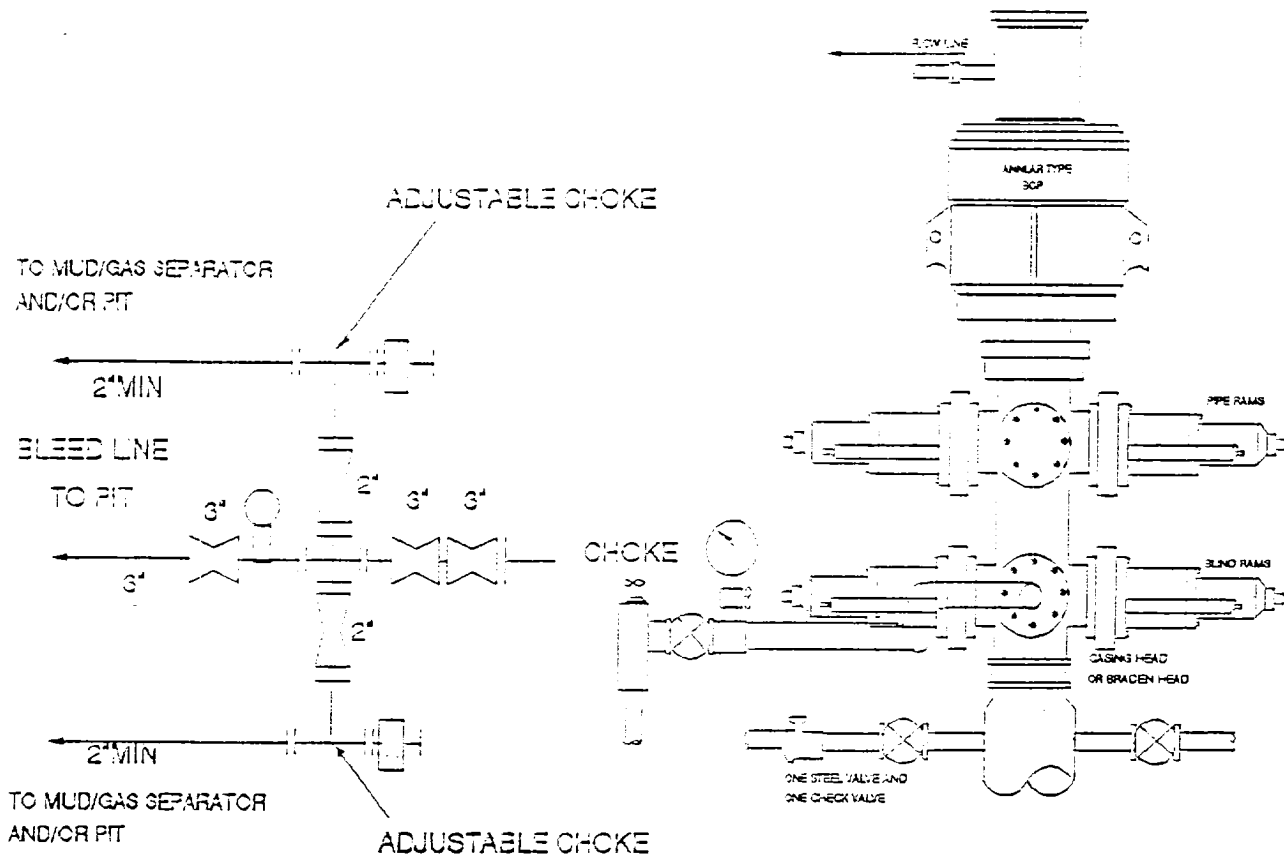 FLOW LINE
ANNLAR TYPE
BOP
ADJUSTABLE CHOKE
TO MUD/GAS SEPARATOR
AND/OR PIT
2"MIN
PIPE RAMS
BLEED LINE
TO PIT
2"
3"
3" 3"
CHOKE
BLIND RAMS
3"
2"
CASING HEAD
OR BRADEN HEAD
2"MIN
ONE STEEL VALVE AND
ONE CHECK VALVE
TO MUD/GAS SEPARATOR
AND/OR PIT
ADJUSTABLE CHOKE